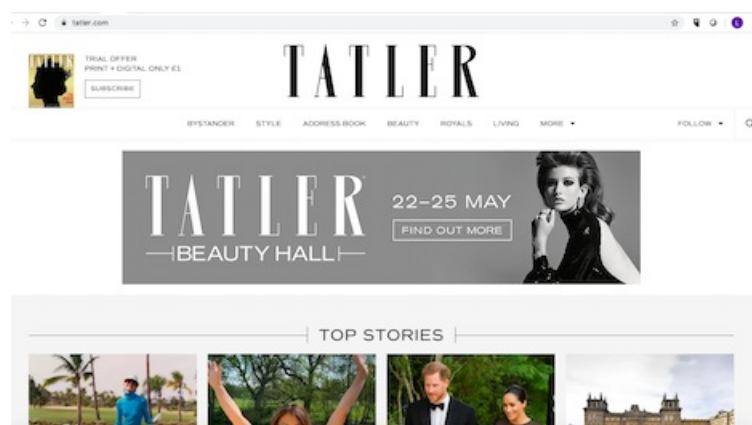 tatler.com
TRIAL OFFER
PRINT + DIGITAL ONLY £1
SUBSCRIBE
TATLER
BYSTANDER STYLE ADDRESS BOOK BEAUTY ROYALS LIVING MORE
FOLLOW
TATLER
BEAUTY HALL
22–25 MAY
FIND OUT MORE
TOP STORIES